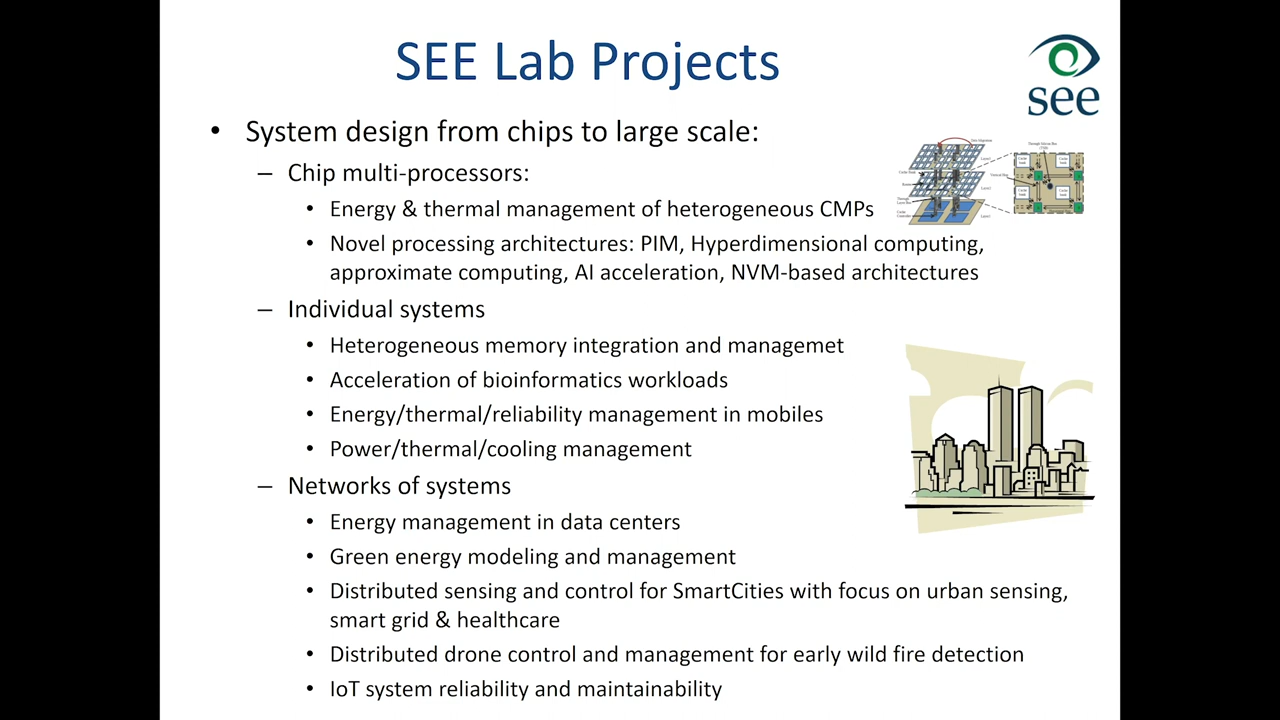 SEE Lab Projects
see
• System design from chips to large scale:
– Chip multi-processors:
• Energy & thermal management of heterogeneous CMPs
• Novel processing architectures: PIM, Hyperdimensional computing,
approximate computing, AI acceleration, NVM-based architectures
– Individual systems
• Heterogeneous memory integration and managemet
• Acceleration of bioinformatics workloads
• Energy/thermal/reliability management in mobiles
• Power/thermal/cooling management
– Networks of systems
• Energy management in data centers
• Green energy modeling and management
• Distributed sensing and control for SmartCities with focus on urban sensing,
smart grid & healthcare
• Distributed drone control and management for early wild fire detection
• IoT system reliability and maintainability